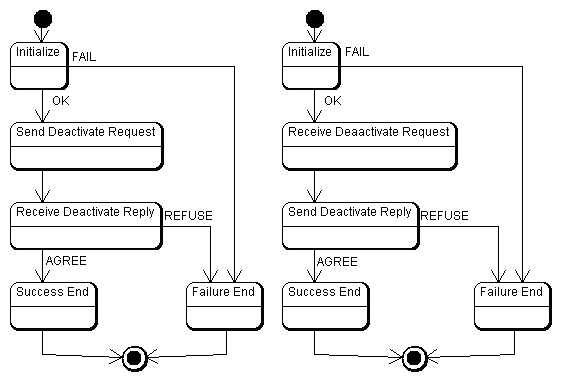 Initialize
FAIL
OK
Send Deactivate Request
Receive Deactivate Reply
REFUSE
AGREE
Success End
Failure End
Initialize
FAIL
OK
Receive Deaactivate Request
Send Deactivate Reply
REFUSE
AGREE
Success End
Failure End